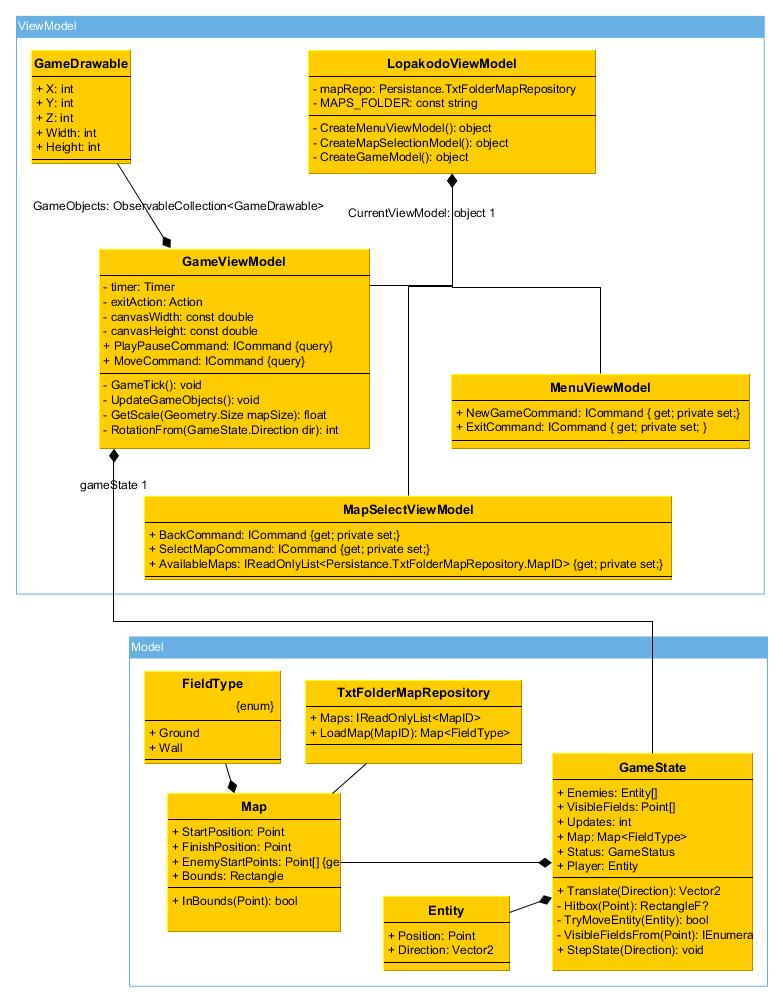 ViewModel
GameDrawable
+ X: int
+ Y: int
+ Z: int
+ Width: int
+ Height: int
LopakodoViewModel
- mapRepo: Persistance.TxtFolderMapRepository
- MAPS_FOLDER: const string
- CreateMenuViewModel(): object
- CreateMapSelectionModel(): object
- CreateGameModel(): object
GameObjects: ObservableCollection<GameDrawable>
CurrentViewModel: object 1
GameViewModel
- timer: Timer
- exitAction: Action
- canvasWidth: const double
- canvasHeight: const double
+ PlayPauseCommand: ICommand {query}
+ MoveCommand: ICommand {query}
- GameTick(): void
- UpdateGameObjects(): void
- GetScale(Geometry.Size mapSize): float
- RotationFrom(GameState.Direction dir): int
MenuViewModel
+ NewGameCommand: ICommand { get; private set;}
+ ExitCommand: ICommand { get; private set; }
gameState 1
MapSelectViewModel
+ BackCommand: ICommand {get; private set;}
+ SelectMapCommand: ICommand {get; private set;}
+ AvailableMaps: IReadOnlyList<Persistance.TxtFolderMapRepository.MapID> {get; private set;}
Model
FieldType
{enum}
+ Ground
+ Wall
TxtFolderMapRepository
+ Maps: IReadOnlyList<MapID>
+ LoadMap(MapID): Map<FieldType>
Map
+ StartPosition: Point
+ FinishPosition: Point
+ EnemyStartPoints: Point[] {ge
+ Bounds: Rectangle
+ InBounds(Point): bool
GameState
+ Enemies: Entity[]
+ VisibleFields: Point[]
+ Updates: int
+ Map: Map<FieldType>
+ Status: GameStatus
+ Player: Entity
+ Translate(Direction): Vector2
- Hitbox(Point): RectangleF?
- TryMoveEntity(Entity): bool
- VisibleFieldsFrom(Point): IEnumera
+ StepState(Direction): void
Entity
+ Position: Point
+ Direction: Vector2